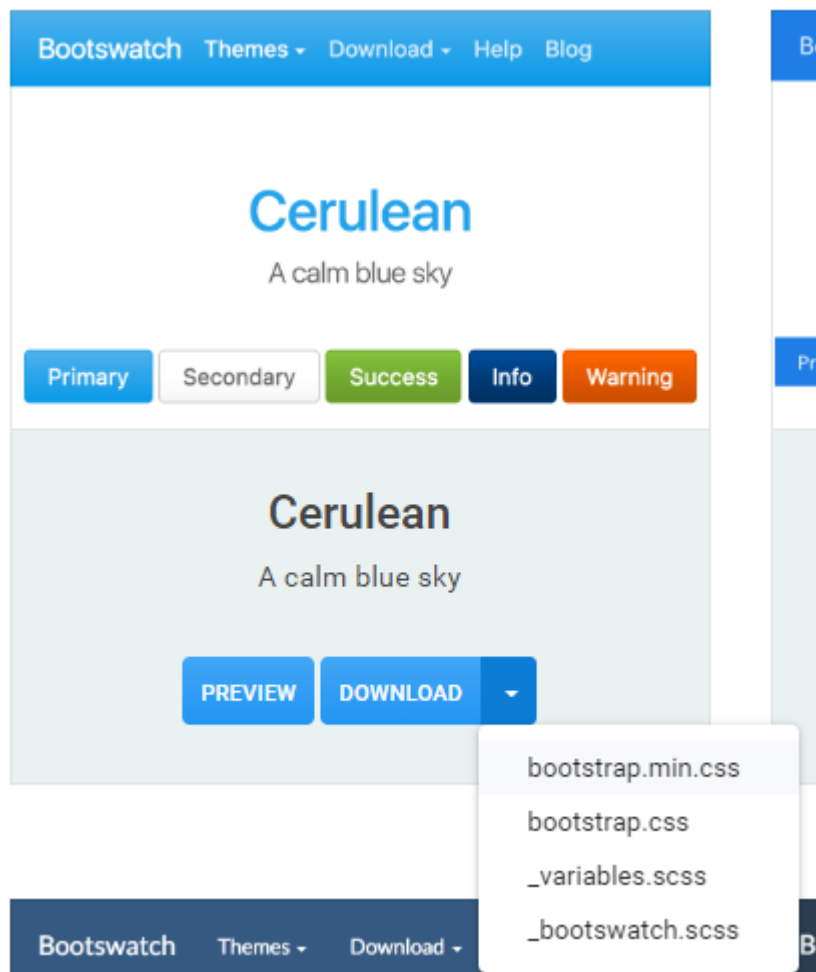 Bootswatch Themes Download Help Blog
Cerulean
A calm blue sky
Primary Secondary Success Info Warning
Cerulean
A calm blue sky
PREVIEW DOWNLOAD
bootstrap.min.css
bootstrap.css
_variables.scss
_bootswatch.scss
Bootswatch Themes Download